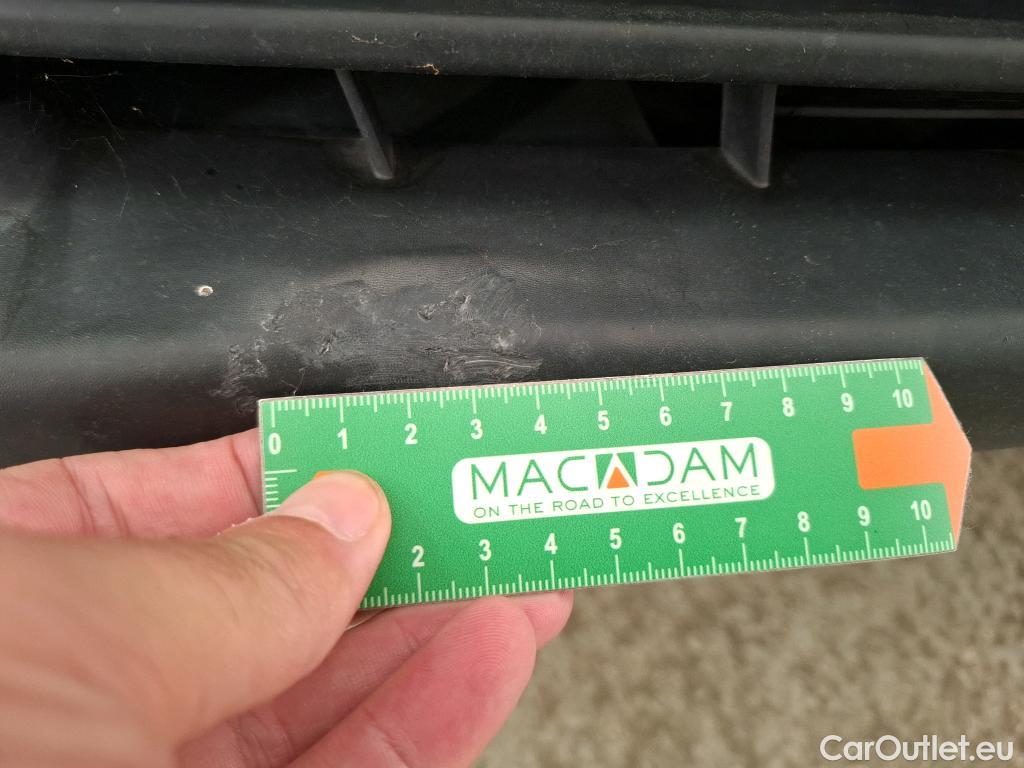 0 1 2 3 4 5 6 7 8 9 10
MACADAM
ON THE ROAD TO EXCELLENCE
2 3 4 5 6 7 8 9 10
CarOutlet.eu